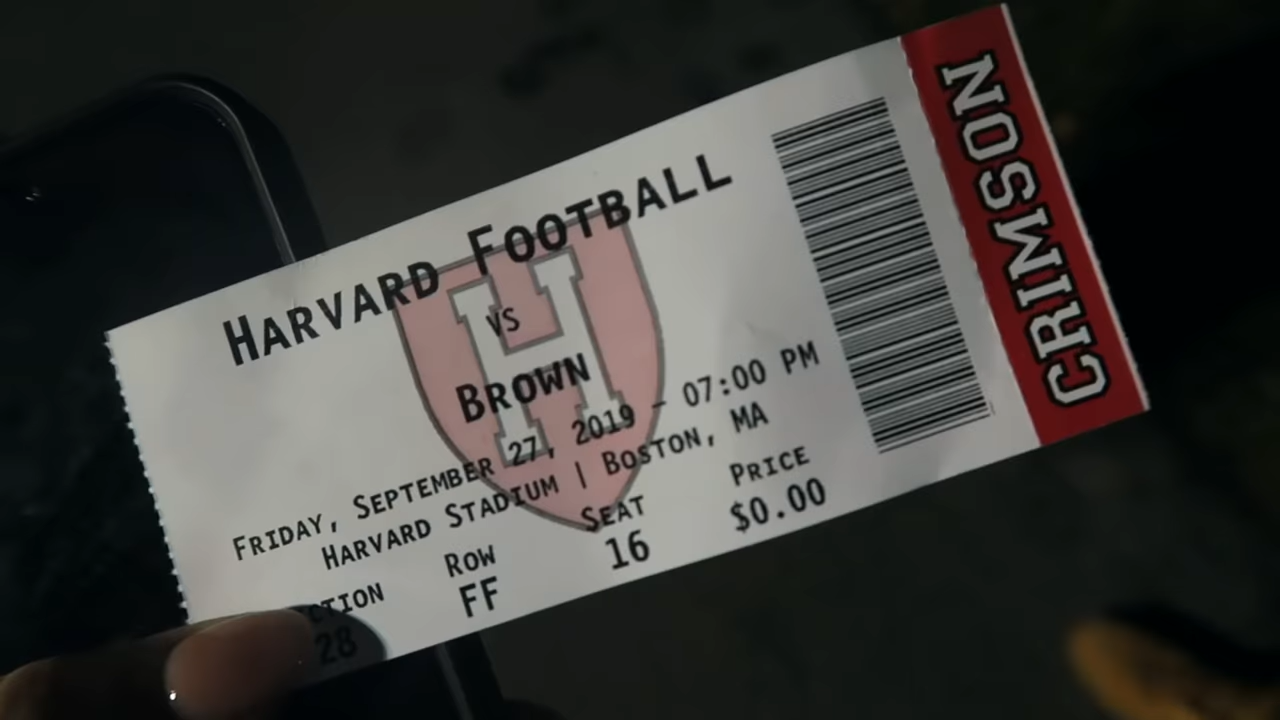 HARVARD FOOTBALL
VS
BROWN
FRIDAY, SEPTEMBER 27, 2019 - 07:00 PM
HARVARD STADIUM | BOSTON, MA
ROW SEAT PRICE
28 FF 16 $0.00
CRIMSON
H